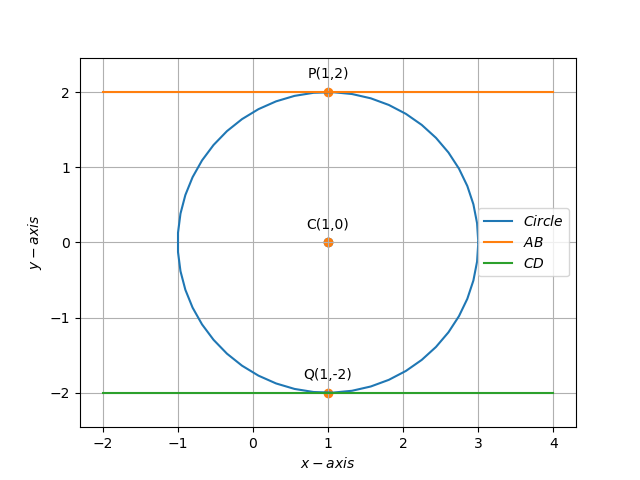 P(1,2)
2
1
C(1,0)
Circle
AB
CD
0
y − axis
−1
Q(1,-2)
−2
−2 −1 0 1 2 3 4
x − axis